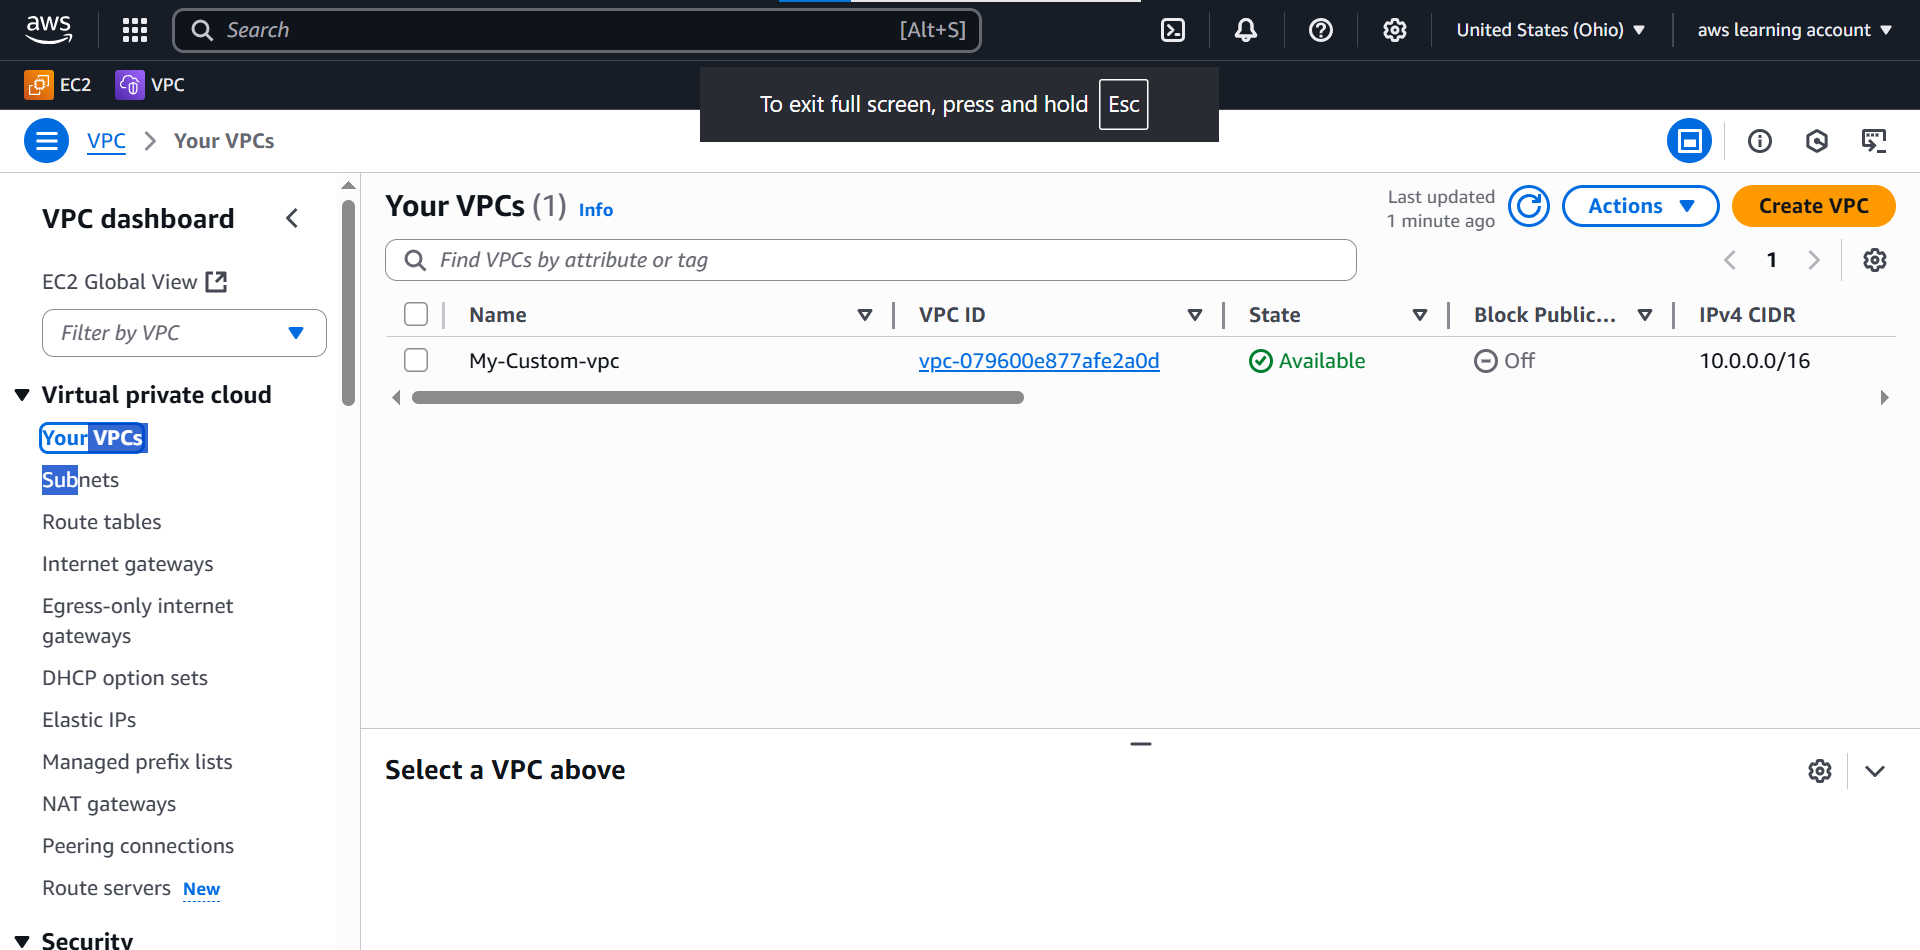 aws
Search [Alt+S]
United States (Ohio)
aws learning account
EC2
VPC
To exit full screen, press and hold Esc
VPC
Your VPCs
VPC dashboard
EC2 Global View
Filter by VPC
Virtual private cloud
Your VPCs
Subnets
Route tables
Internet gateways
Egress-only internet
gateways
DHCP option sets
Elastic IPs
Managed prefix lists
NAT gateways
Peering connections
Route servers New
Security
Your VPCs (1) Info
Last updated
1 minute ago
Actions
Create VPC
Find VPCs by attribute or tag
1
Name VPC ID State Block Public... IPv4 CIDR
My-Custom-vpc vpc-079600e877afe2a0d Available Off 10.0.0.0/16
Select a VPC above